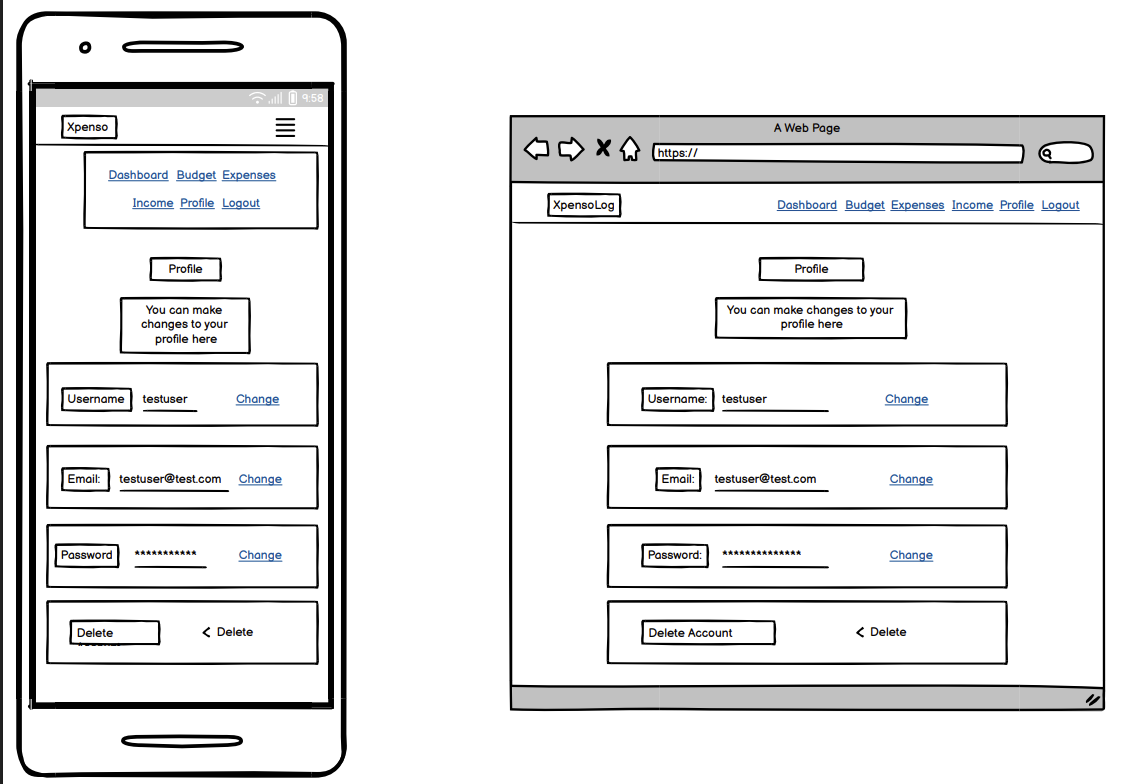 9:58
Xpenso
Dashboard Budget Expenses
Income Profile Logout
Profile
You can make
changes to your
profile here
Username testuser Change
Email: testuser@test.com Change
Password *********** Change
Delete < Delete
A Web Page
https://
XpensoLog Dashboard Budget Expenses Income Profile Logout
Profile
You can make changes to your
profile here
Username: testuser Change
Email: testuser@test.com Change
Password: ************** Change
Delete Account < Delete